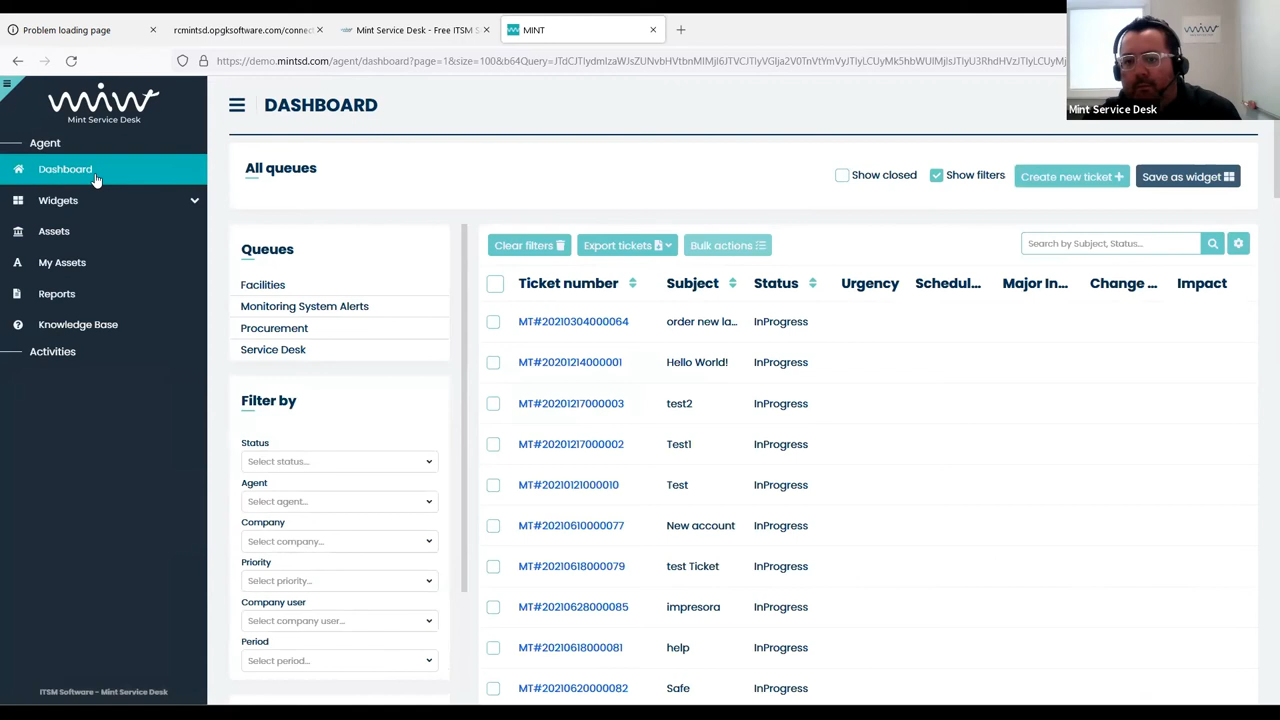 Problem loading page
rcmintsd.opgksoftware.com/connec
Mint Service Desk - Free ITSM S
MINT
https://demo.mintsd.com/agent/dashboard?page=1&size=100&b64Query=JTdCJTIydmIzaWJsZUNvbHVtbnMlMjI6JTVCJTIyVGlja2V0TnVtYmVyJTIyLCUyMk5hbWUlMjIsJTIyU3RhdHVzJTIyLCUyM
Mint Service Desk
miw
Mint Service Desk
Agent
Dashboard
Widgets
Assets
My Assets
Reports
Knowledge Base
Activities
ITSM Software - Mint Service Desk
DASHBOARD
All queues
Show closed
Show filters
Create new ticket +
Save as widget
Queues
Facilities
Monitoring System Alerts
Procurement
Service Desk
Filter by
Status
Select status...
Agent
Select agent...
Company
Select company...
Priority
Select priority...
Company user
Select company user...
Period
Select period...
Clear filters
Export tickets
Bulk actions
Search by Subject, Status...
Ticket number Subject Status Urgency Schedul... Major In... Change ... Impact
MT#20210304000064 order new la... InProgress
MT#20201214000001 Hello World! InProgress
MT#20201217000003 test2 InProgress
MT#20201217000002 Test1 InProgress
MT#20210121000010 Test InProgress
MT#20210610000077 New account InProgress
MT#20210618000079 test Ticket InProgress
MT#20210628000085 impresora InProgress
MT#20210618000081 help InProgress
MT#20210620000082 Safe InProgress